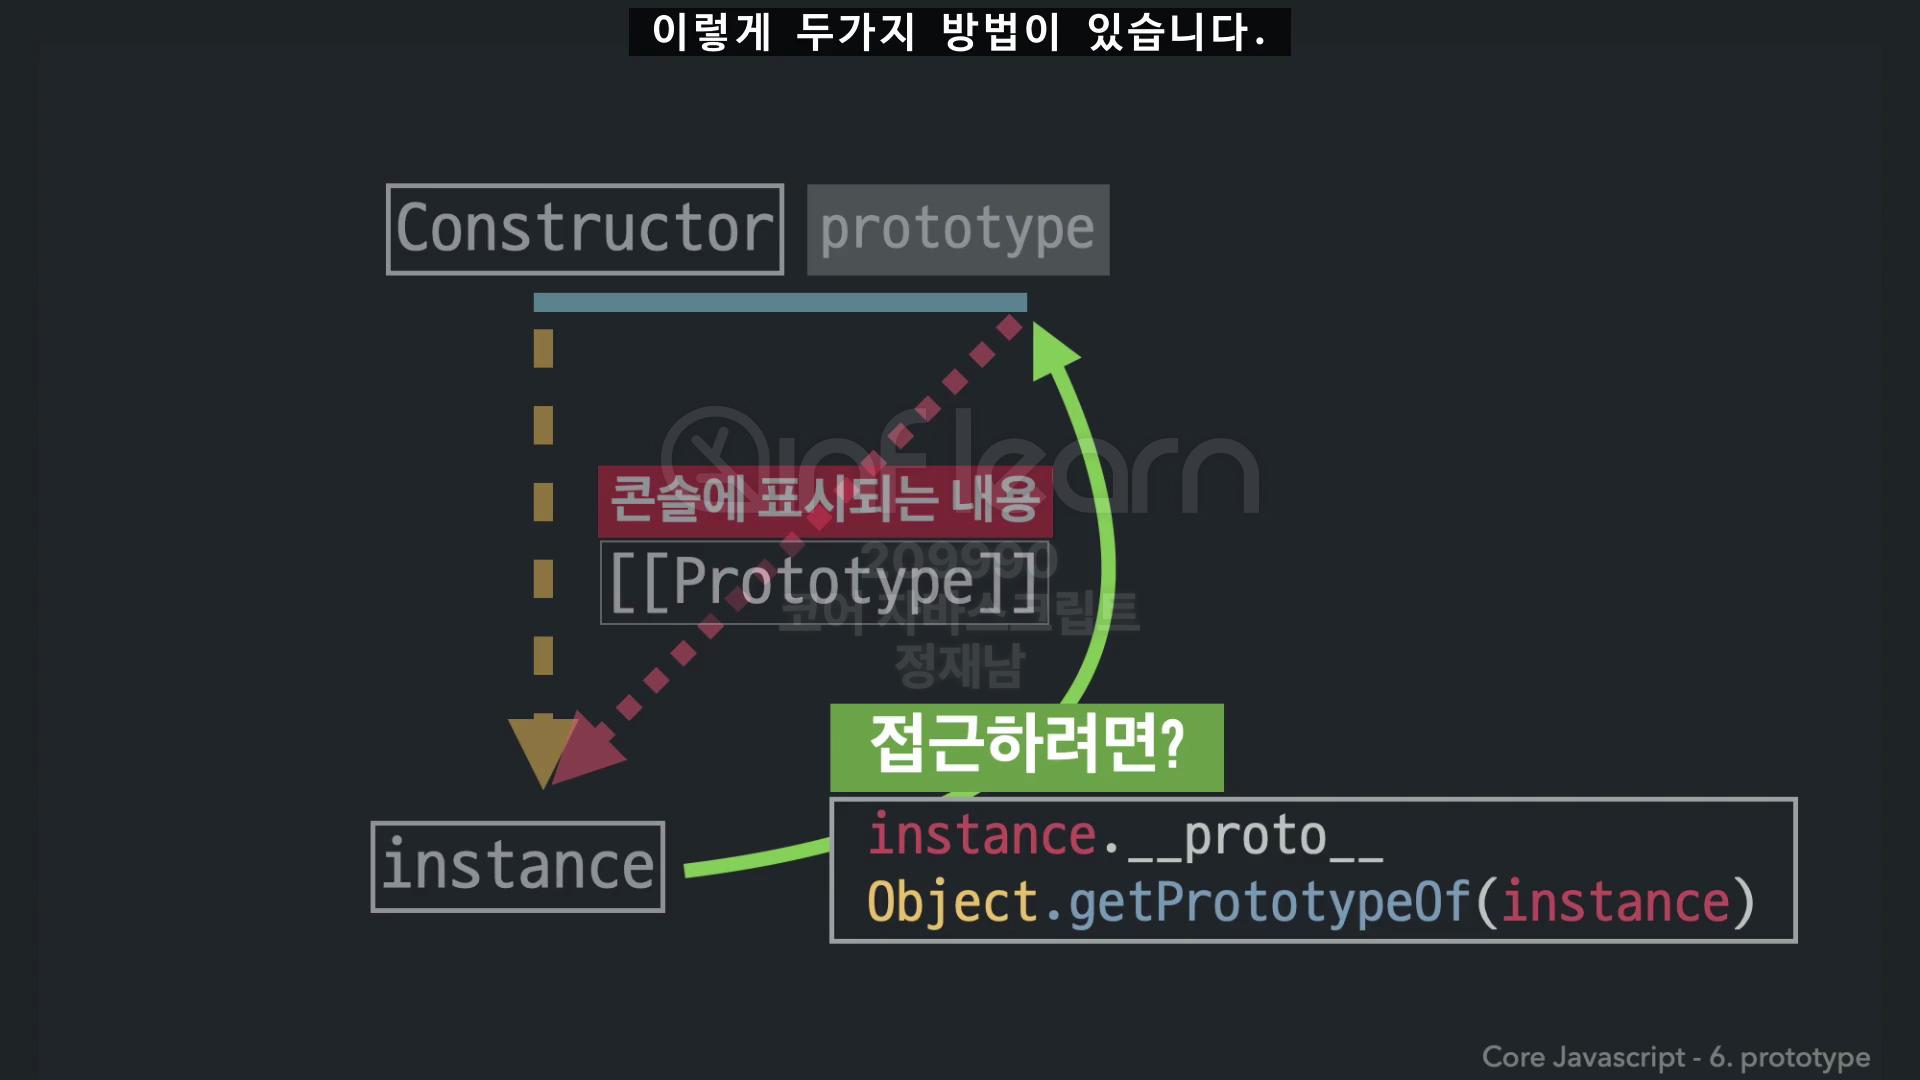 이렇게 두가지 방법이 있습니다.
Constructor prototype
inflearn
콘솔에 표시되는 내용
[[Prototype]]
209990
코어 자바스크립트
정재남
접근하려면?
instance
instance.__proto__
Object.getPrototypeOf(instance)
Core Javascript - 6. prototype